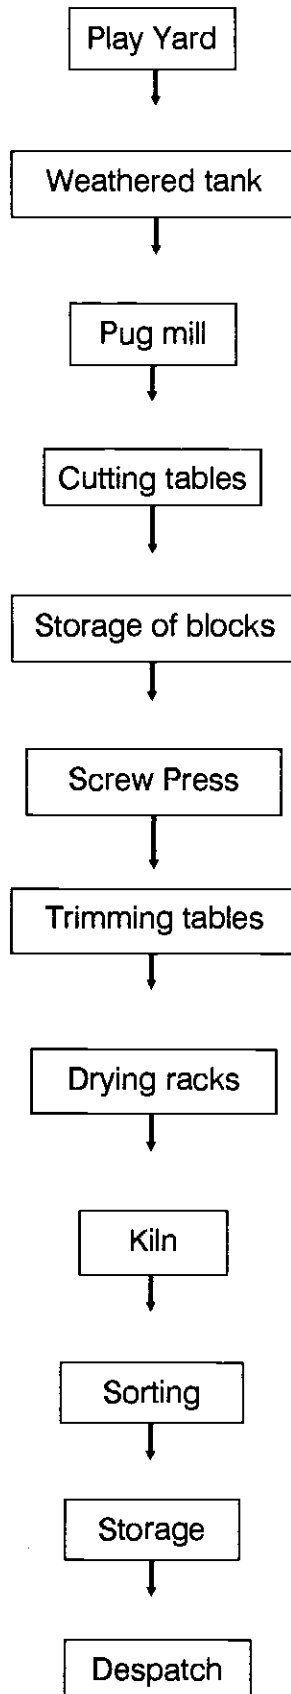 Play Yard
Weathered tank
Pug mill
Cutting tables
Storage of blocks
Screw Press
Trimming tables
Drying racks
Kiln
Sorting
Storage
Despatch